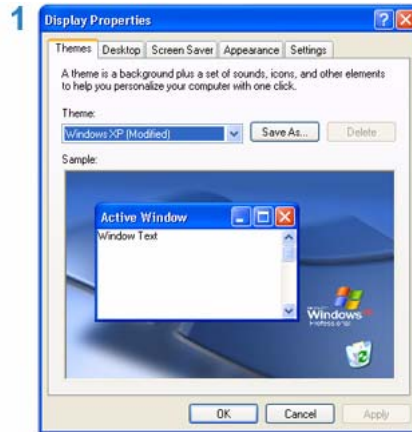 1
Display Properties
Themes Desktop Screen Saver Appearance Settings
A theme is a background plus a set of sounds, icons, and other elements
to help you personalize your computer with one click.
Theme:
Windows XP (Modified) Save As... Delete
Sample:
Active Window
Window Text
Windows
Professional
OK Cancel Apply